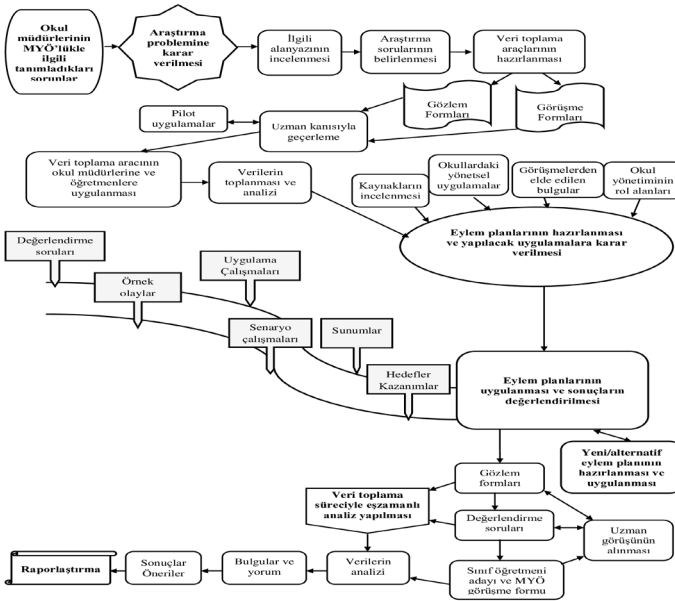 Okul
müdürlerinin
MYÖ'lükle
ilgili
tanımladıkları
sorunlar
Araştırma
problemine
karar
verilmesi
İlgili
alanyazının
incelenmesi
Araştırma
sorularının
belirlenmesi
Veri toplama
araçlarının
hazırlanması
Gözlem
Formları
Görüşme
Formları
Pilot
uygulamalar
Uzman kanısıyla
geçerleme
Veri toplama aracının
okul müdürlerine ve
öğretmenlere
uygulanması
Verilerin
toplanması ve
analizi
Kaynakların
incelenmesi
Okullardaki
yönetsel
uygulamalar
Görüşmelerden
elde edilen
bulgular
Okul
yönetiminin
rol alanları
Eylem planlarının hazırlanması
ve yapılacak uygulamalara karar
verilmesi
Değerlendirme
soruları
Örnek
olaylar
Uygulama
Çalışmaları
Senaryo
çalışmaları
Sunumlar
Hedefler
Kazanımlar
Eylem planlarının
uygulanması ve sonuçların
değerlendirilmesi
Yeni/alternatif
eylem planının
hazırlanması ve
uygulanması
Gözlem
formları
Veri toplama
süreciyle eşzamanlı
analiz yapılması
Değerlendirme
soruları
Uzman
görüşünün
alınması
Sınıf öğretmeni
adayı ve MYÖ
görüşme formu
Verilerin
analizi
Bulgular ve
yorum
Sonuçlar
Öneriler
Raporlaştırma